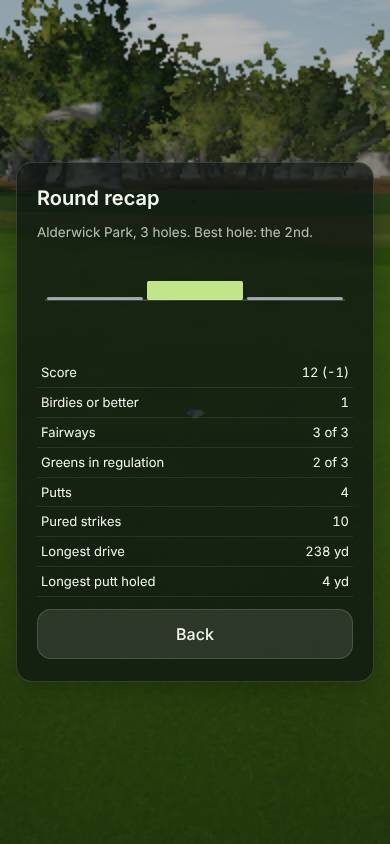 Round recap
Alderwick Park, 3 holes. Best hole: the 2nd.
Score 12 (-1)
Birdies or better 1
Fairways 3 of 3
Greens in regulation 2 of 3
Putts 4
Pured strikes 10
Longest drive 238 yd
Longest putt holed 4 yd
Back